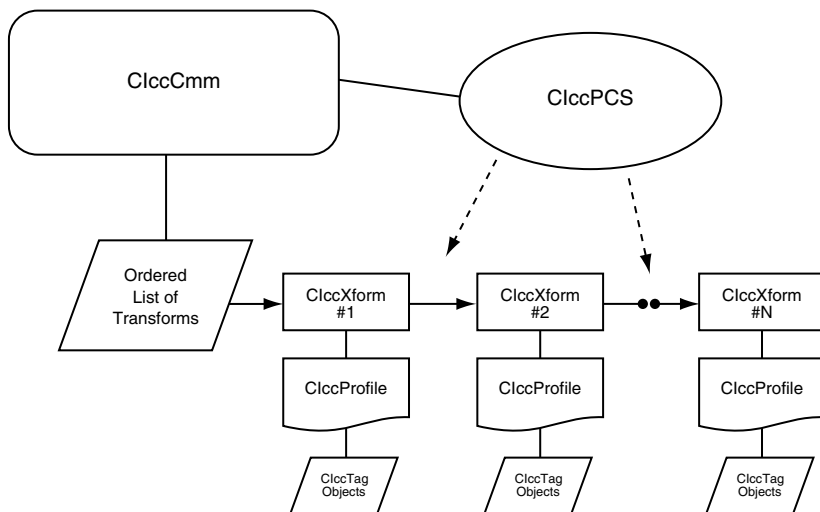 CIccCmm
CIccPCS
Ordered
List of
Transforms
CIccXform
#1
CIccXform
#2
CIccXform
#N
CIccProfile
CIccProfile
CIccProfile
CIccTag
Objects
CIccTag
Objects
CIccTag
Objects